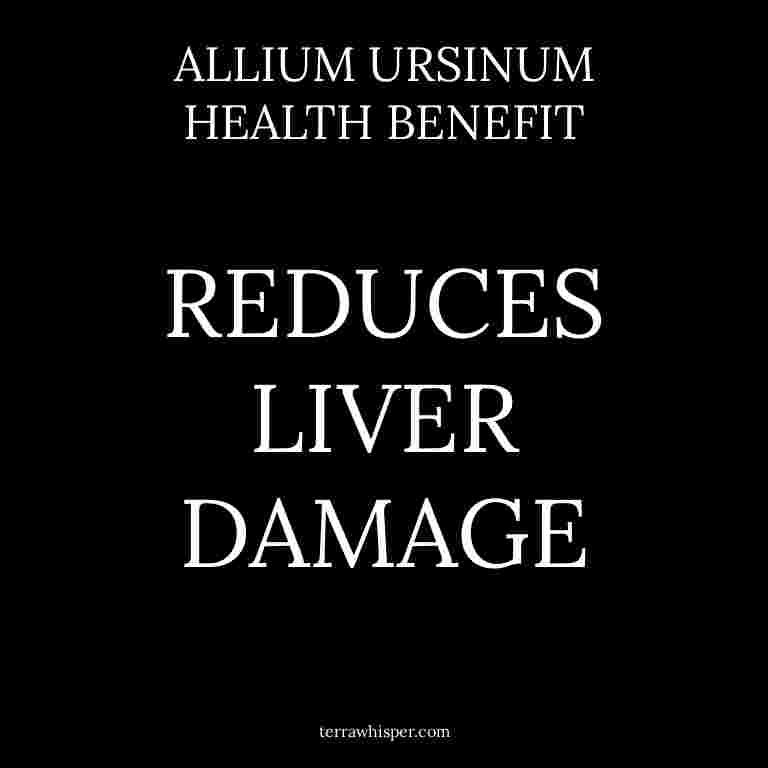 ALLIUM URSINUM
HEALTH BENEFIT
REDUCES
LIVER
DAMAGE
terrawhisper.com